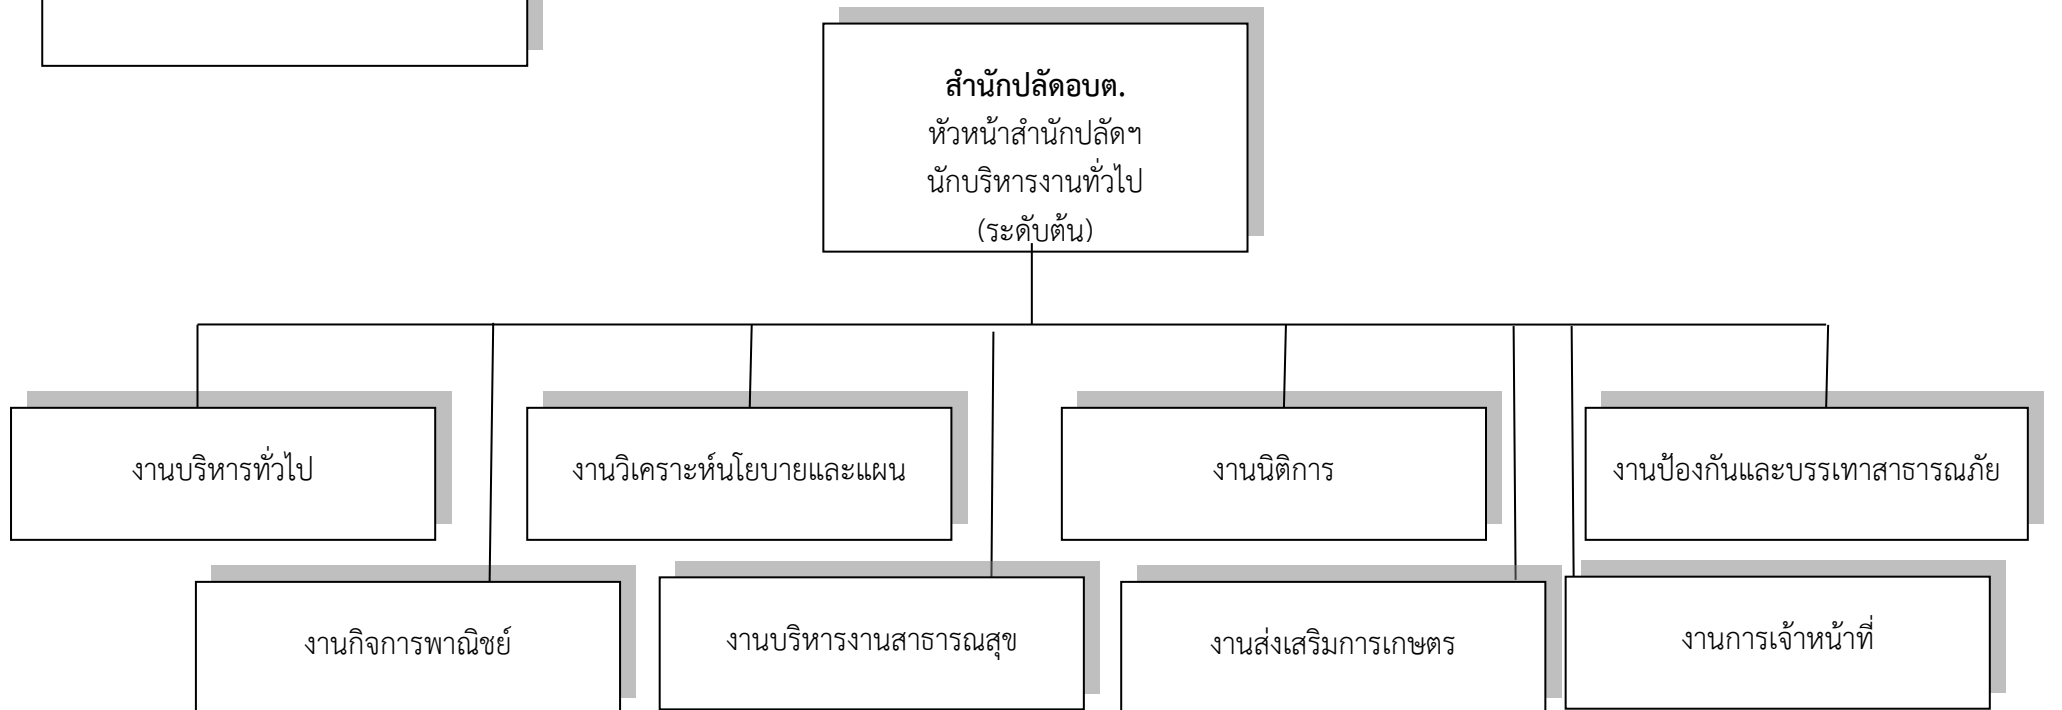 สำนักปลัดอบต.
หัวหน้าสำนักปลัดฯ
นักบริหารงานทั่วไป
(ระดับต้น)
งานบริหารทั่วไป
งานวิเคราะห์นโยบายและแผน
งานนิติการ
งานป้องกันและบรรเทาสาธารณภัย
งานกิจการพาณิชย์
งานบริหารงานสาธารณสุข
งานส่งเสริมการเกษตร
งานการเจ้าหน้าที่